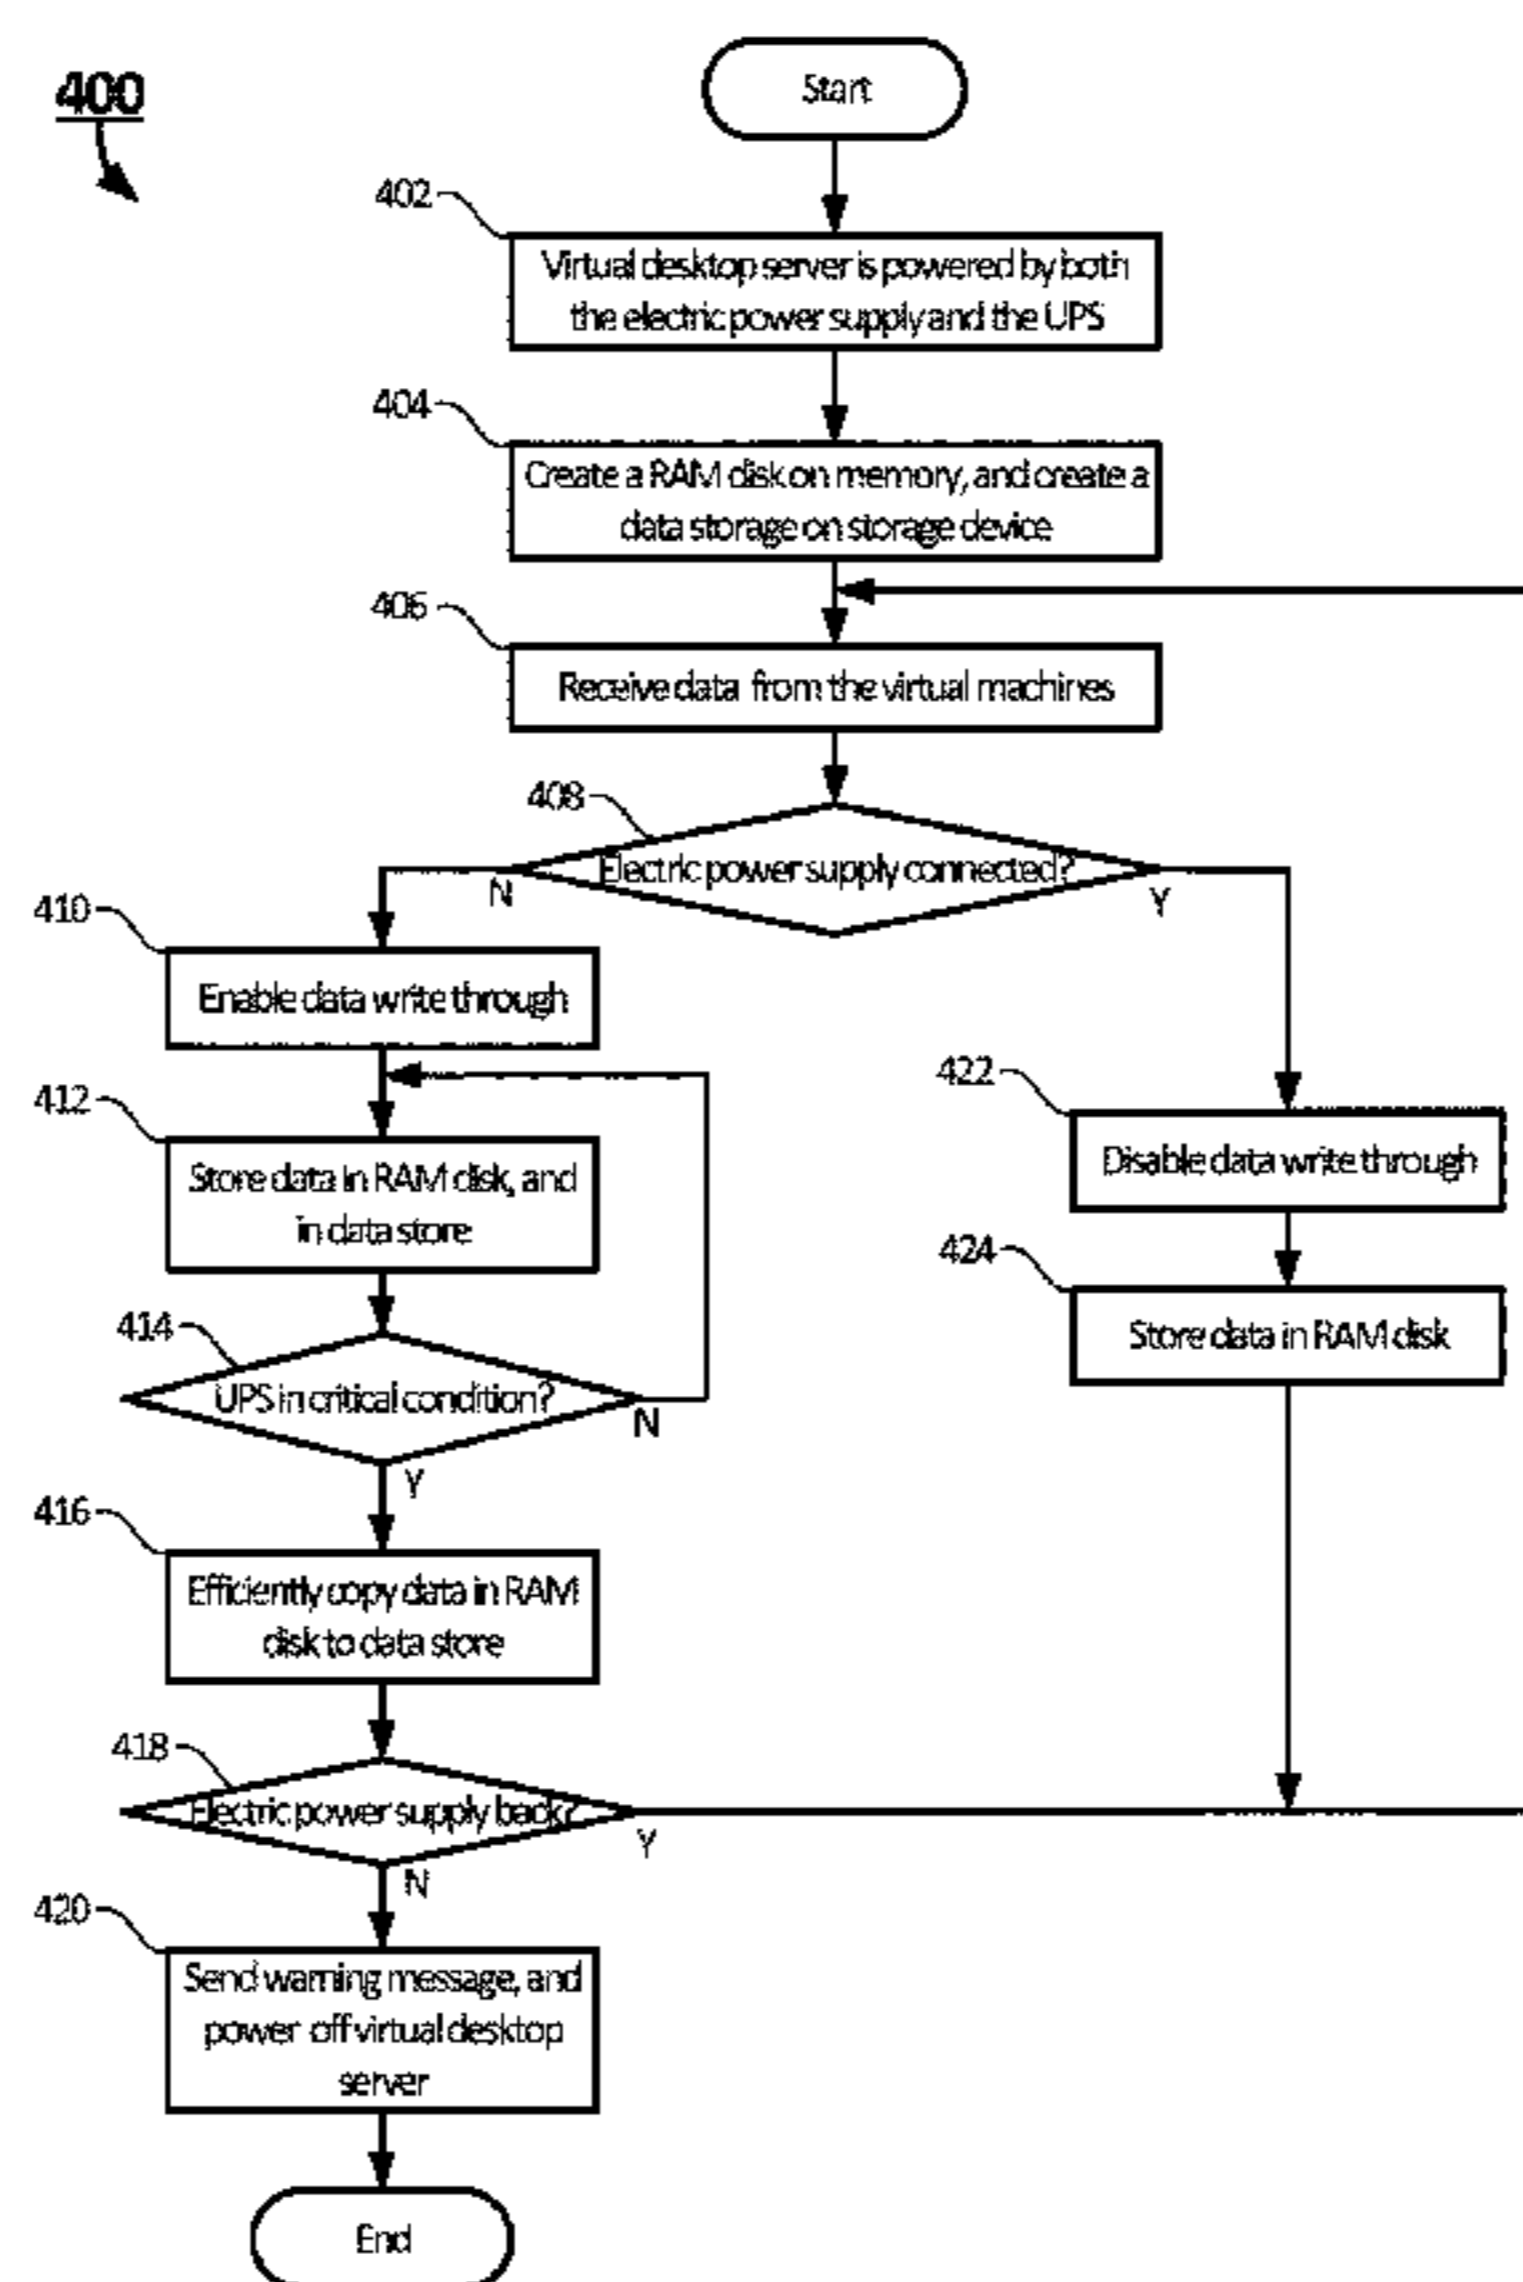 400
Start
402
Virtual desktop server is powered by both
the electric power supply and the UPS
404
Create a RAM disk on memory, and create a
data storage on storage device
406
Receive data from the virtual machines
408
Electric power supply connected?
N
Y
410
Enable data write through
412
Store data in RAM disk, and
in data store
422
Disable data write through
424
Store data in RAM disk
414
UPS in critical condition?
N
Y
416
Efficiently copy data in RAM
disk to data store
418
Electric power supply back?
Y
N
420
Send warning message, and
power off virtual desktop
server
End